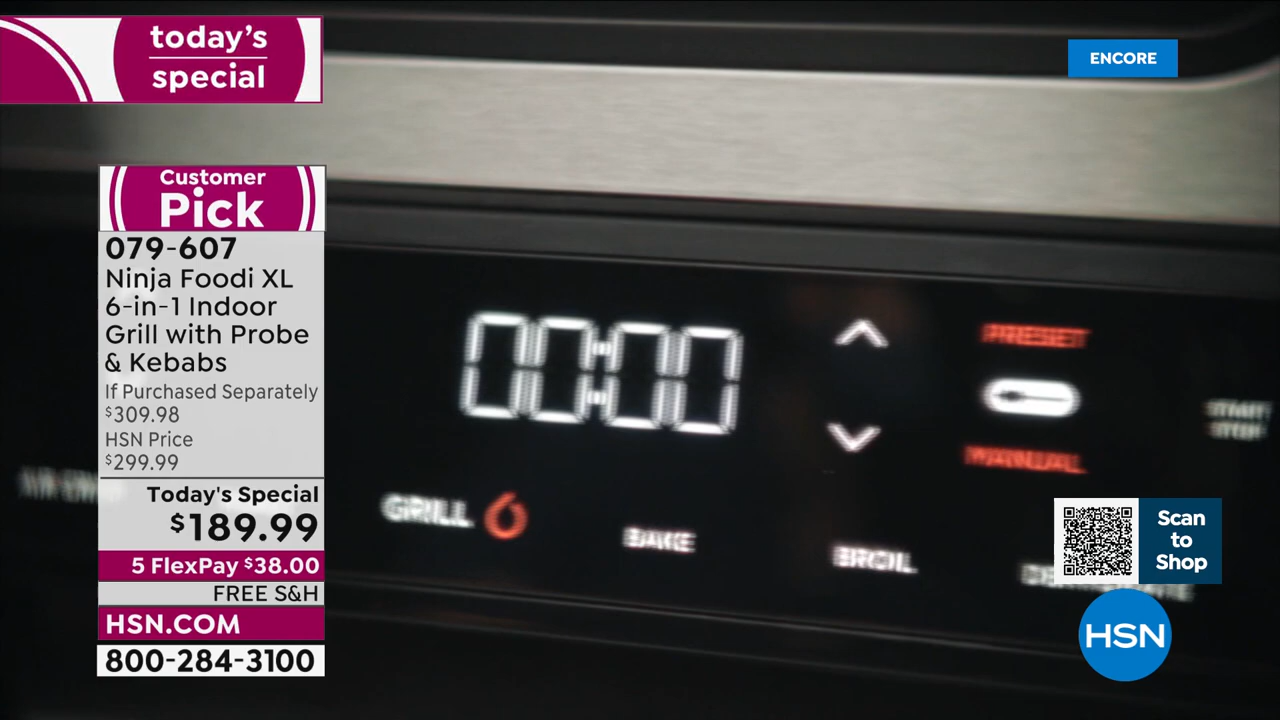 today's
special
ENCORE
Customer
Pick
079-607
Ninja Foodi XL
6-in-1 Indoor
Grill with Probe
& Kebabs
If Purchased Separately
$309.98
HSN Price
$299.99
Today's Special
$189.99
5 FlexPay $38.00
FREE S&H
HSN.COM
800-284-3100
00:00
PRESET
MANUAL
START
STOP
GRILL
BAKE
BROIL
Scan
to
Shop
HSN